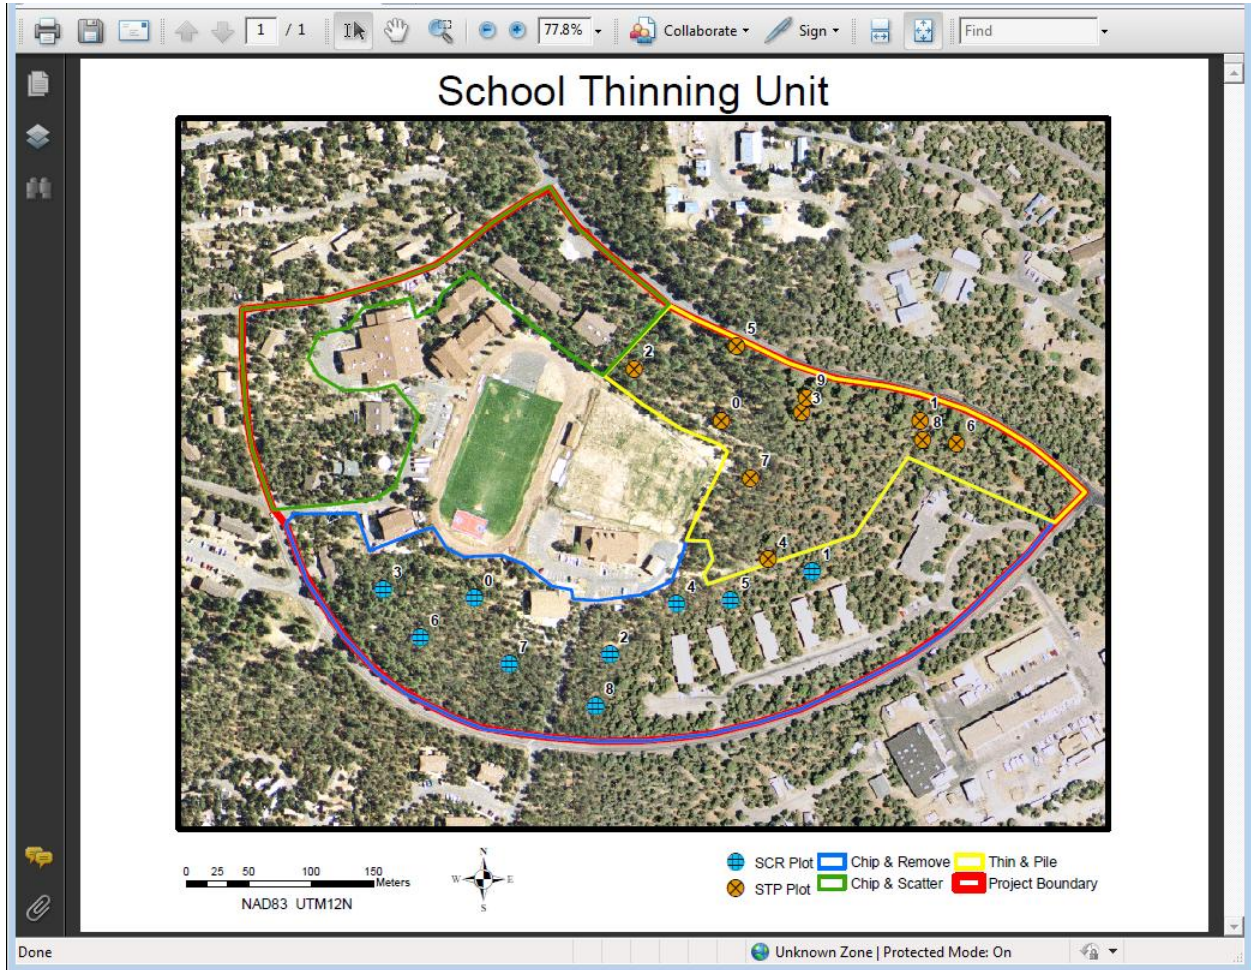 1 / 1 77.8% Collaborate Sign Find
School Thinning Unit
5
2
9
3
0
1
8
6
7
4
1
3
0
4
5
6
7
2
8
N
W E
S
0 25 50 100 150
Meters
NAD83 UTM12N
SCR Plot Chip & Remove Thin & Pile
STP Plot Chip & Scatter Project Boundary
Done Unknown Zone | Protected Mode: On